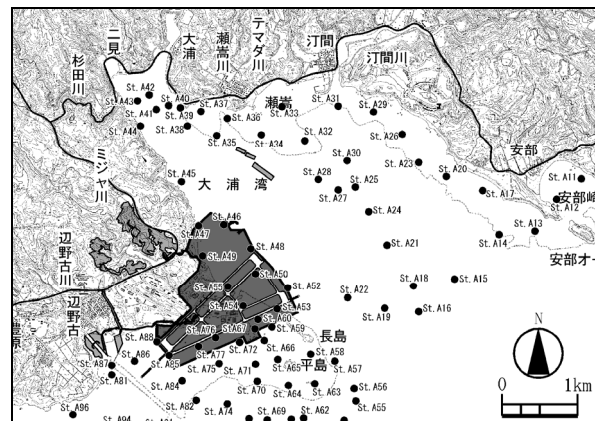 二見
大浦
瀬嵩川
テマダ川
汀間
汀間川
杉田川
瀬嵩
安部
安部崎
安部オー
ミジャ川
大浦湾
辺野古川
辺野古
豊原
長島
平島
St. A42
St. A43
St. A40
St. A41
St. A39
St. A37
St. A44
St. A38
St. A36
St. A35
St. A33
St. A34
St. A32
St. A31
St. A29
St. A26
St. A30
St. A23
St. A20
St. A17
St. A11
St. A12
St. A45
St. A28
St. A27
St. A25
St. A24
St. A21
St. A14
St. A13
St. A46
St. A47
St. A48
St. A49
St. A50
St. A52
St. A55
St. A54
St. A53
St. A22
St. A18
St. A15
St. A19
St. A16
St. A60
St. A59
St. A76
St. A67
St. A88
St. A72
St. A77
St. A66
St. A58
St. A57
St. A87
St. A86
St. A85
St. A75
St. A71
St. A65
St. A81
St. A84
St. A70
St. A64
St. A63
St. A56
St. A82
St. A74
St. A55
St. A96
St. A94
St. A69
St. A62
N
0
1km